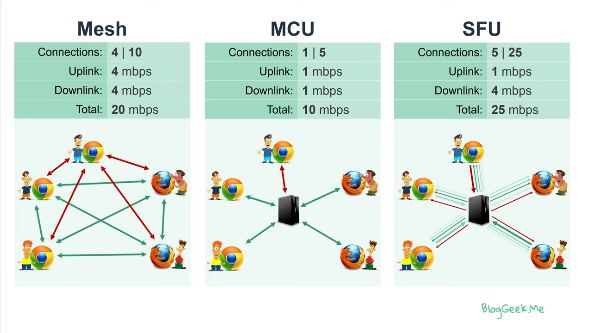 Mesh
Connections: 4 | 10
Uplink: 4 mbps
Downlink: 4 mbps
Total: 20 mbps
MCU
Connections: 1 | 5
Uplink: 1 mbps
Downlink: 1 mbps
Total: 10 mbps
SFU
Connections: 5 | 25
Uplink: 1 mbps
Downlink: 4 mbps
Total: 25 mbps
BlogGeek.Me